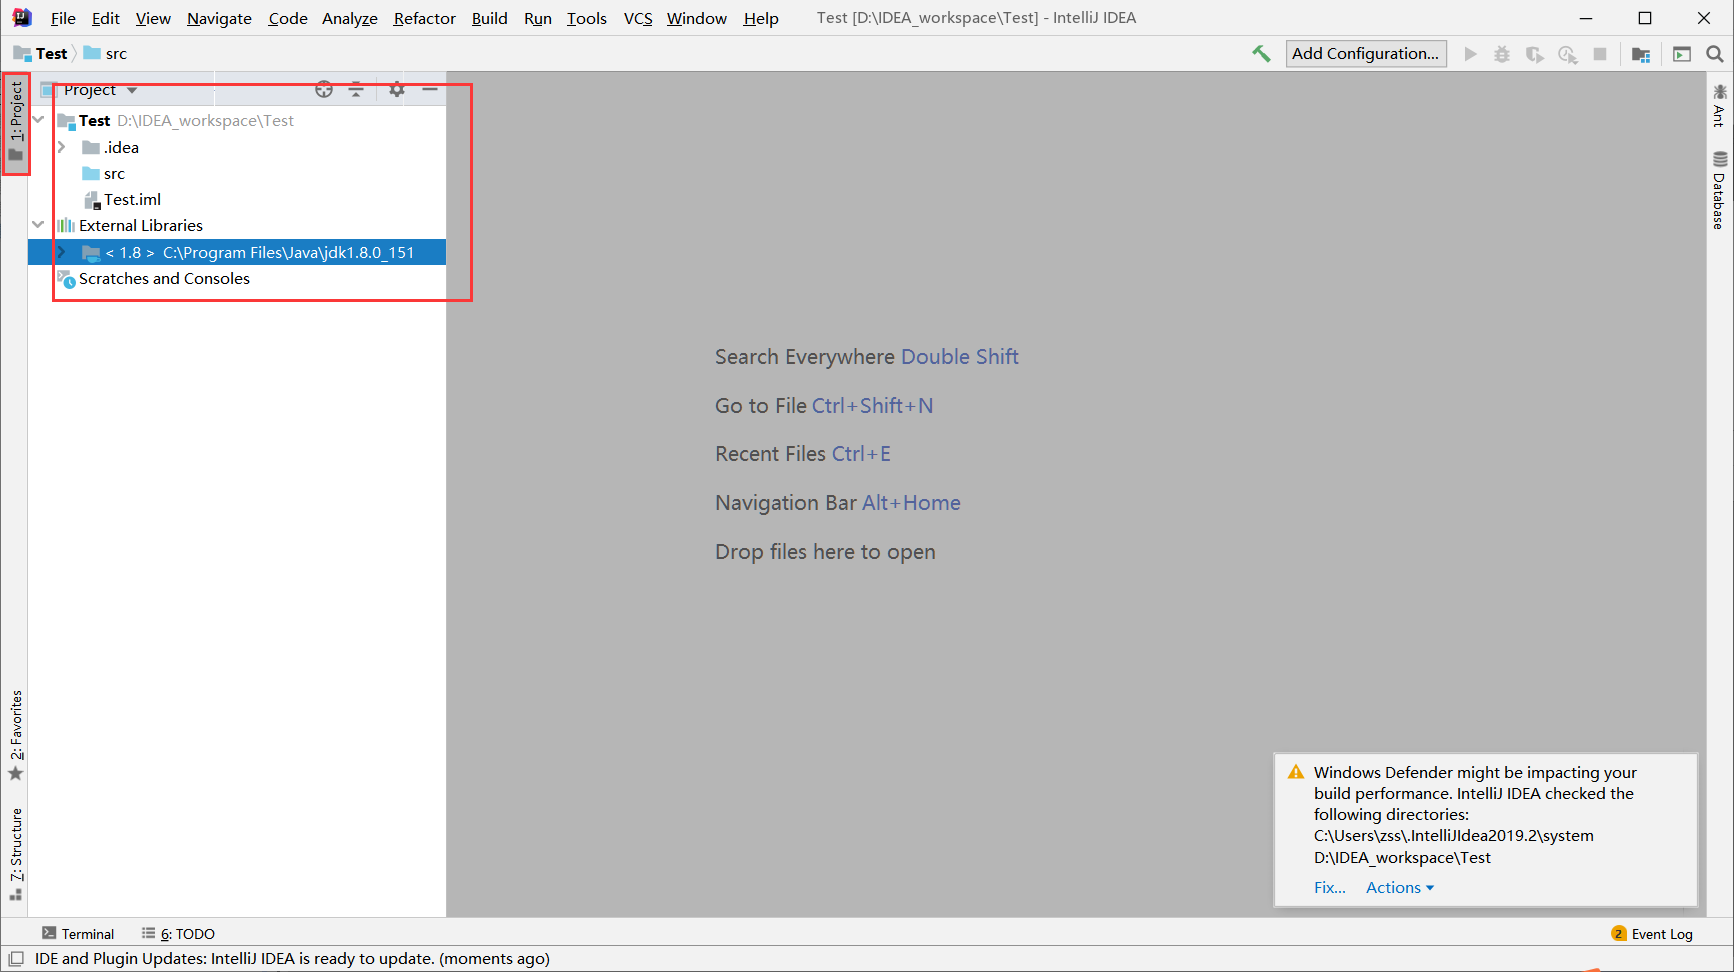 File Edit View Navigate Code Analyze Refactor Build Run Tools VCS Window Help Test [D:\IDEA_workspace\Test] - IntelliJ IDEA
Test src Add Configuration...
1: Project
Project
Test D:\IDEA_workspace\Test
.idea
src
Test.iml
External Libraries
< 1.8 > C:\Program Files\Java\jdk1.8.0_151
Scratches and Consoles
Ant
Database
Search Everywhere Double Shift
Go to File Ctrl+Shift+N
Recent Files Ctrl+E
Navigation Bar Alt+Home
Drop files here to open
2: Favorites
7: Structure
Windows Defender might be impacting your
build performance. IntelliJ IDEA checked the
following directories:
C:\Users\zss\.IntelliJIdea2019.2\system
D:\IDEA_workspace\Test
Fix... Actions
Terminal 6: TODO 2 Event Log
IDE and Plugin Updates: IntelliJ IDEA is ready to update. (moments ago)